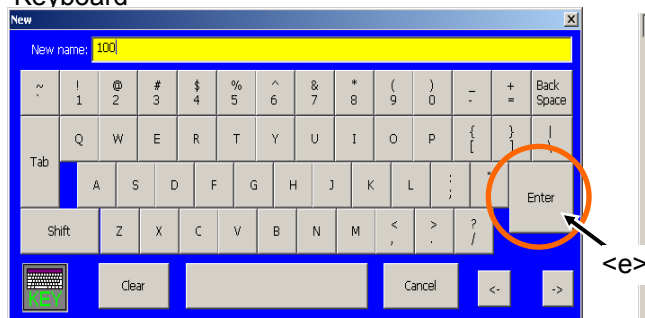 Keyboard
New
New name: 100
~ ! @ # $ % ^ & * ( ) _ + Back
` 1 2 3 4 5 6 7 8 9 0 - = Space
Tab Q W E R T Y U I O P { } |
[ ] \
A S D F G H J K L : "
; Enter
Shift Z X C V B N M < > ?
, . /
KEY Clear Cancel <- ->
<e>